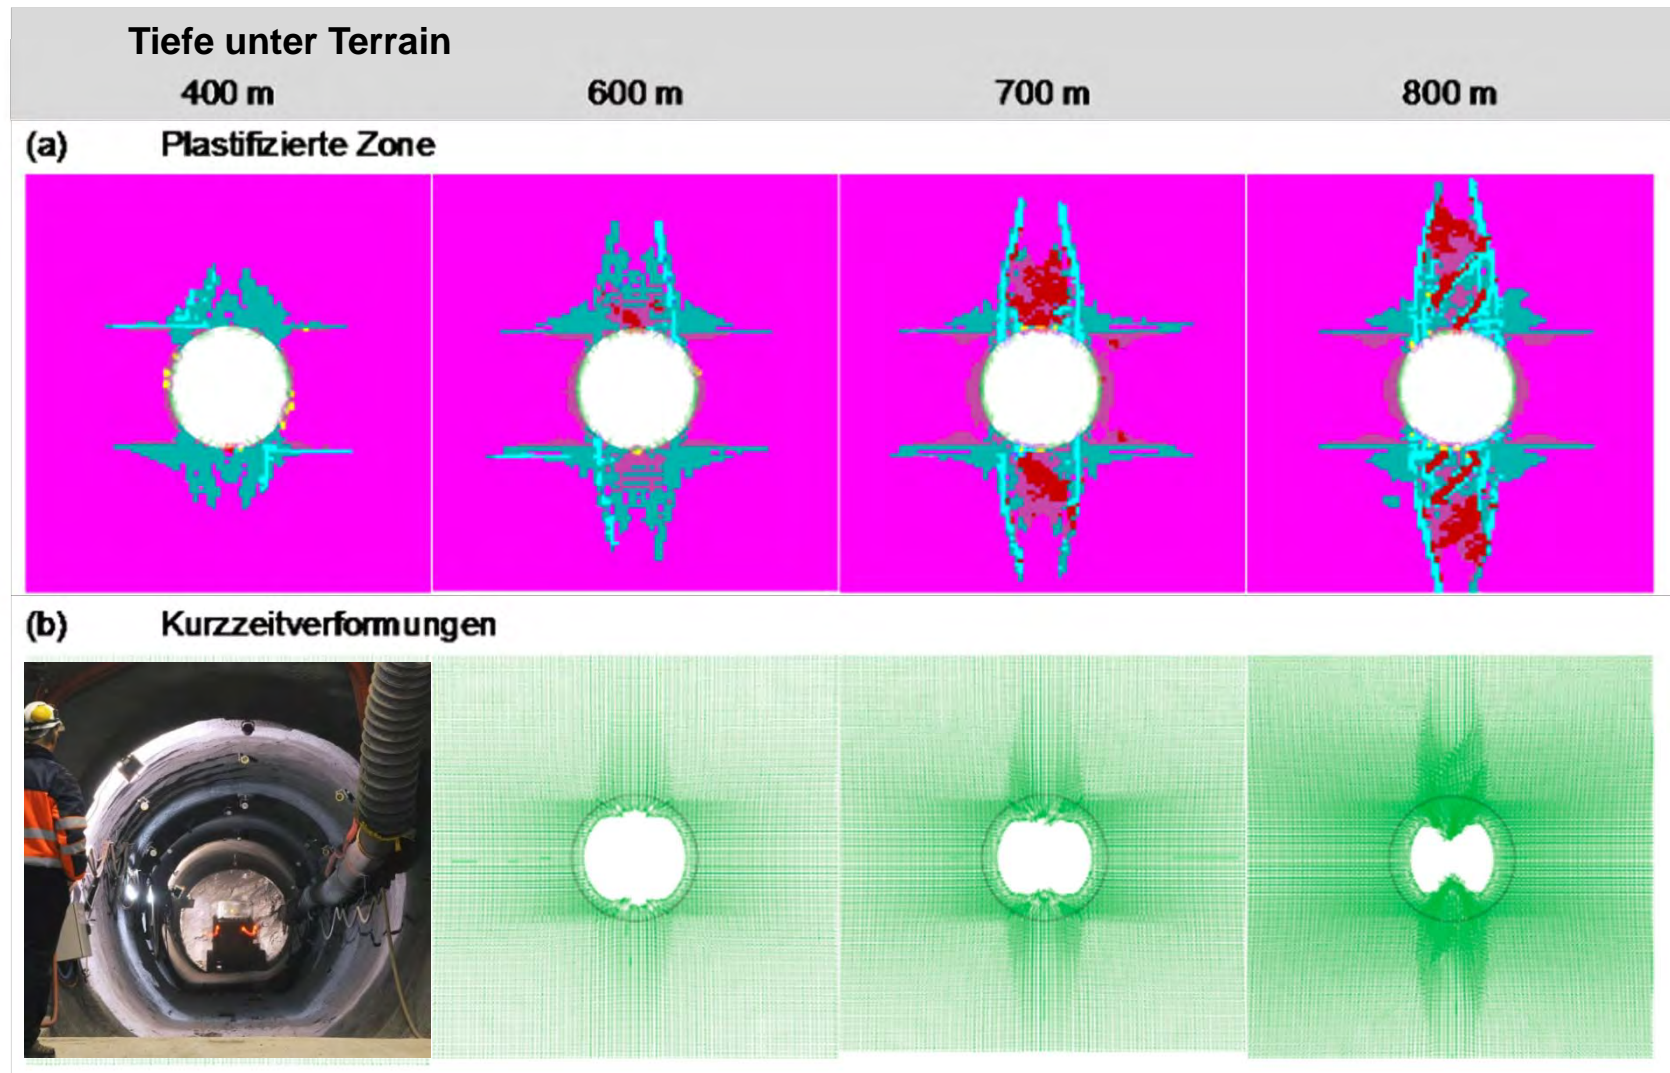 Tiefe unter Terrain
400 m 600 m 700 m 800 m
(a) Plastifizierte Zone
(b) Kurzzeitverformungen